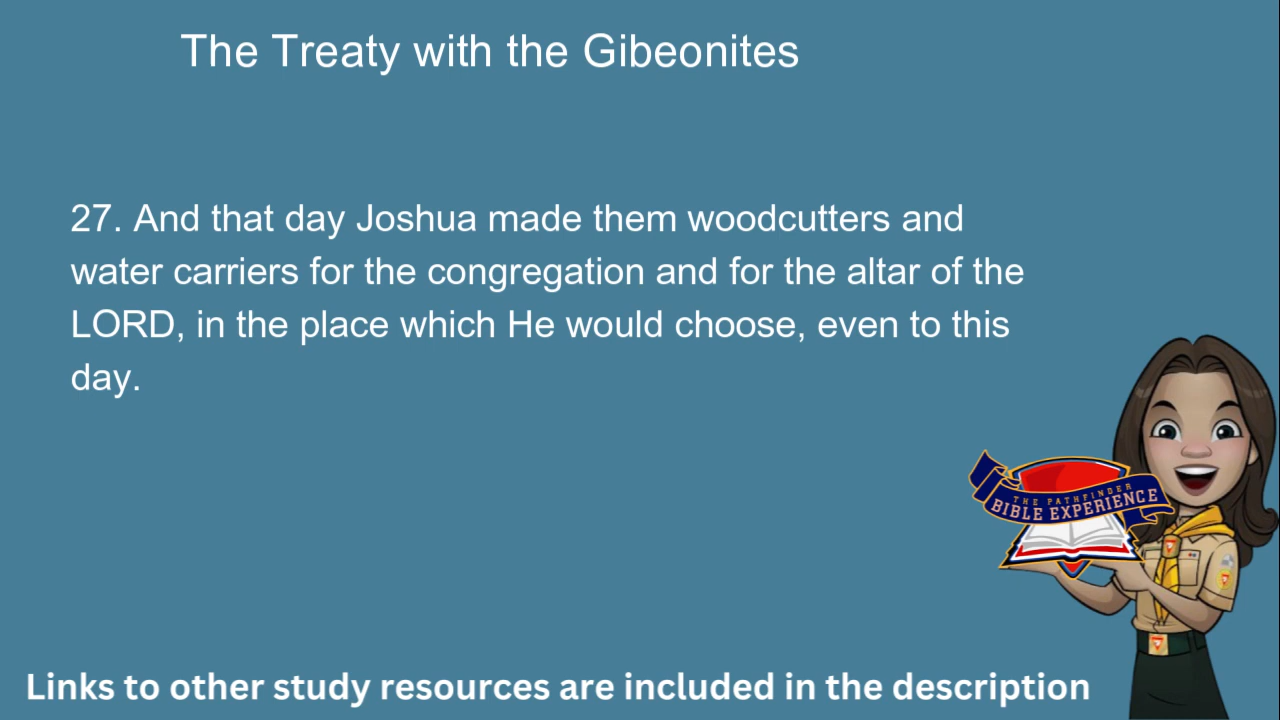 The Treaty with the Gibeonites
27. And that day Joshua made them woodcutters and
water carriers for the congregation and for the altar of the
LORD, in the place which He would choose, even to this
day.
THE PATHFINDER
BIBLE EXPERIENCE
Links to other study resources are included in the description